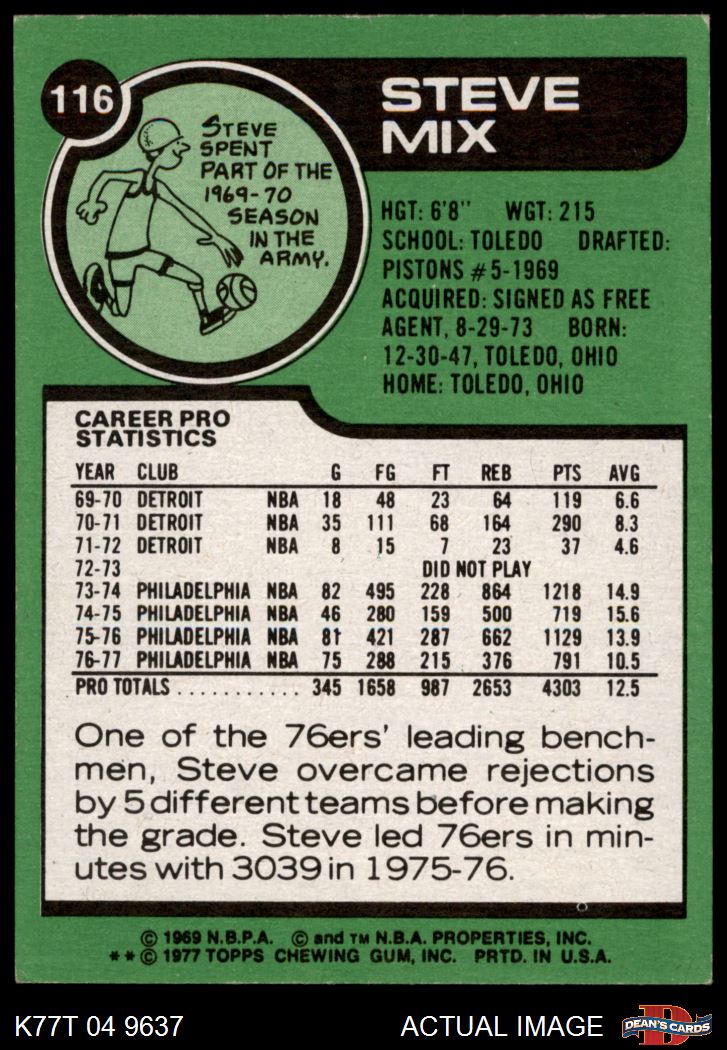 116
STEVE
SPENT
PART OF THE
1969-70
SEASON
IN THE
ARMY.
STEVE
MIX
HGT: 6'8" WGT: 215
SCHOOL: TOLEDO DRAFTED:
PISTONS #5-1969
ACQUIRED: SIGNED AS FREE
AGENT, 8-29-73 BORN:
12-30-47, TOLEDO, OHIO
HOME: TOLEDO, OHIO
CAREER PRO
STATISTICS
YEAR CLUB G FG FT REB PTS AVG
69-70 DETROIT NBA 18 48 23 64 119 6.6
70-71 DETROIT NBA 35 111 68 164 290 8.3
71-72 DETROIT NBA 8 15 7 23 37 4.6
72-73 DID NOT PLAY
73-74 PHILADELPHIA NBA 82 495 228 864 1218 14.9
74-75 PHILADELPHIA NBA 46 280 159 500 719 15.6
75-76 PHILADELPHIA NBA 81 421 287 662 1129 13.9
76-77 PHILADELPHIA NBA 75 288 215 376 791 10.5
PRO TOTALS . . . . . . . . . . . 345 1658 987 2653 4303 12.5
One of the 76ers' leading bench-
men, Steve overcame rejections
by 5 different teams before making
the grade. Steve led 76ers in min-
utes with 3039 in 1975-76.
© 1969 N.B.P.A. © and TM N.B.A. PROPERTIES, INC.
**© 1977 TOPPS CHEWING GUM, INC. PRTD. IN U.S.A.
K77T 04 9637 ACTUAL IMAGE
D
DEAN'S CARDS